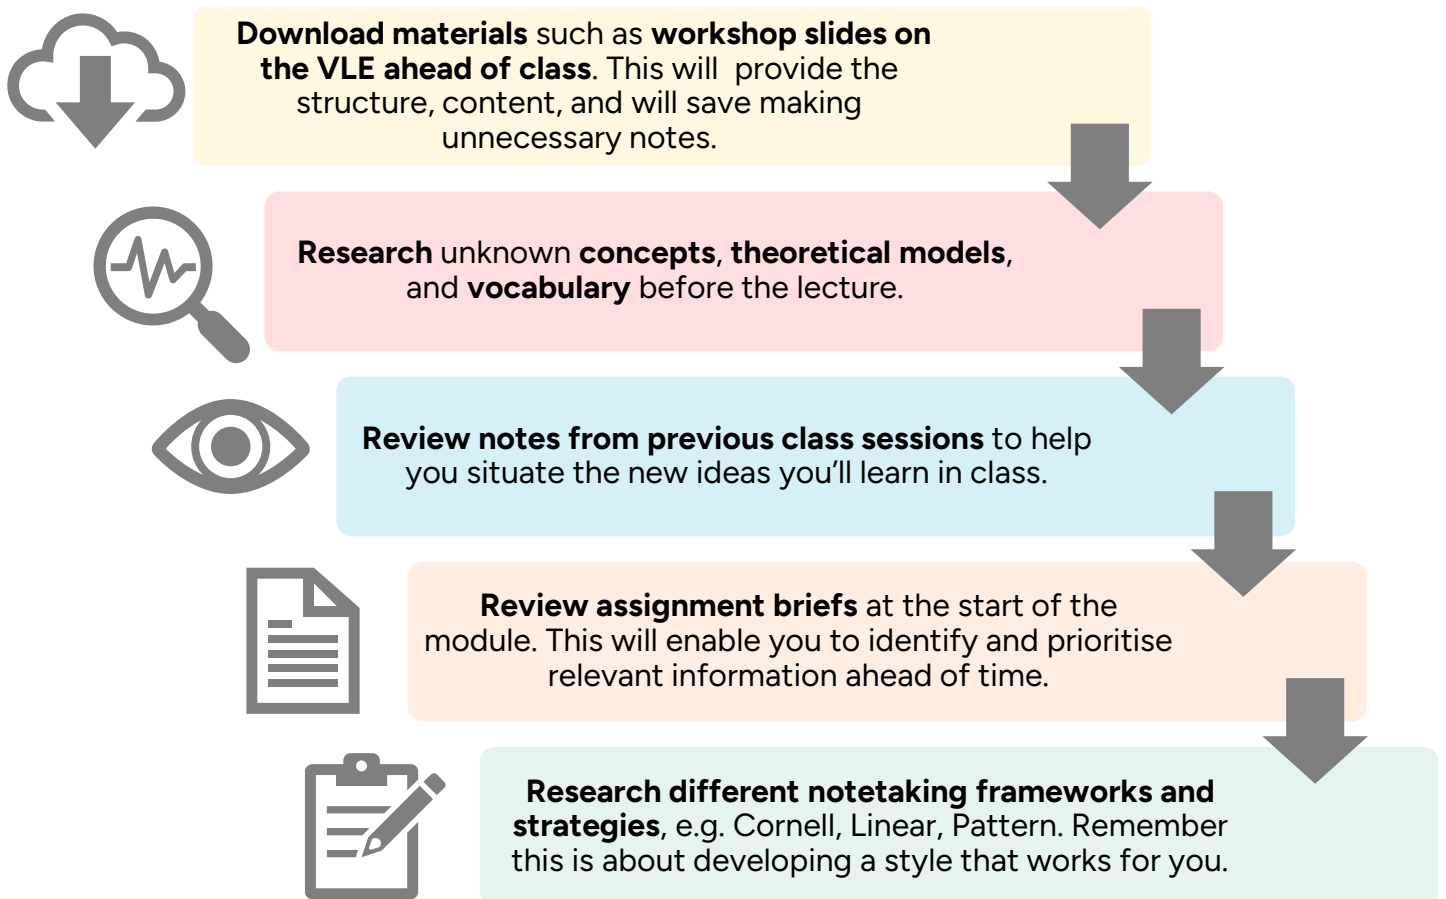 Download materials such as workshop slides on
the VLE ahead of class. This will  provide the
structure, content, and will save making
unnecessary notes.
Research unknown concepts, theoretical models,
and vocabulary before the lecture.
Review notes from previous class sessions to help
you situate the new ideas you’ll learn in class.
Review assignment briefs at the start of the
module. This will enable you to identify and prioritise
relevant information ahead of time.
Research different notetaking frameworks and
strategies, e.g. Cornell, Linear, Pattern. Remember
this is about developing a style that works for you.